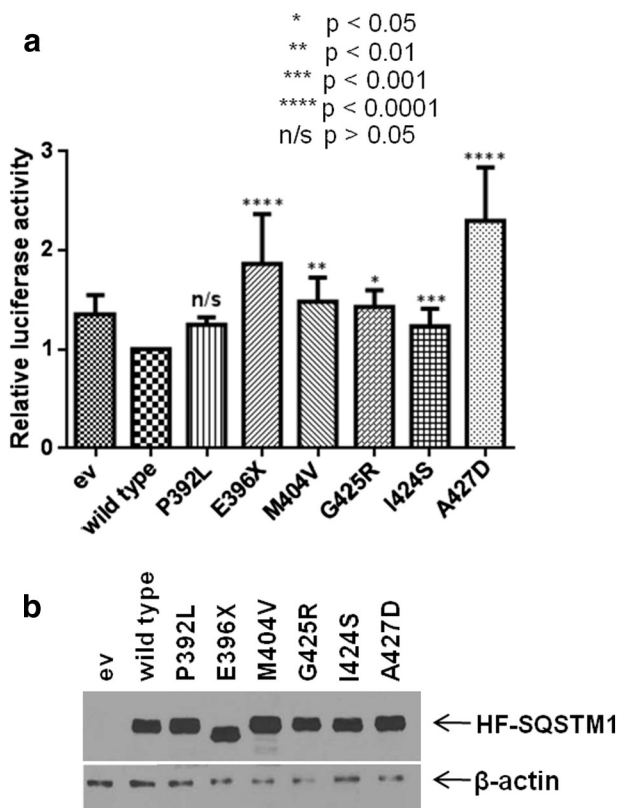 a
* p < 0.05
** p < 0.01
*** p < 0.001
**** p < 0.0001
n/s p > 0.05
Relative luciferase activity
3
2
1
0
n/s
****
**
*
***
****
ev
wild type
P392L
E396X
M404V
G425R
I424S
A427D
b
ev
wild type
P392L
E396X
M404V
G425R
I424S
A427D
←HF-SQSTM1
←β-actin